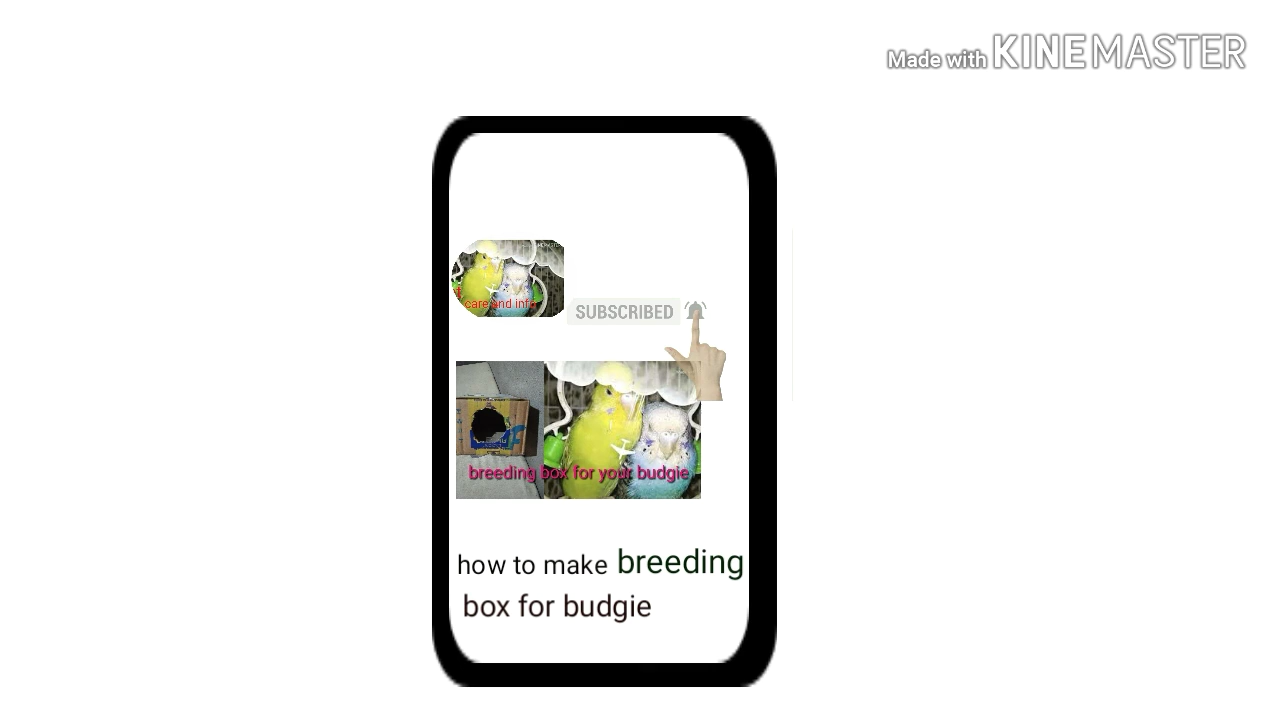 Made with KINEMASTER
care and info
SUBSCRIBED
breeding box for your budgie
how to make breeding
box for budgie